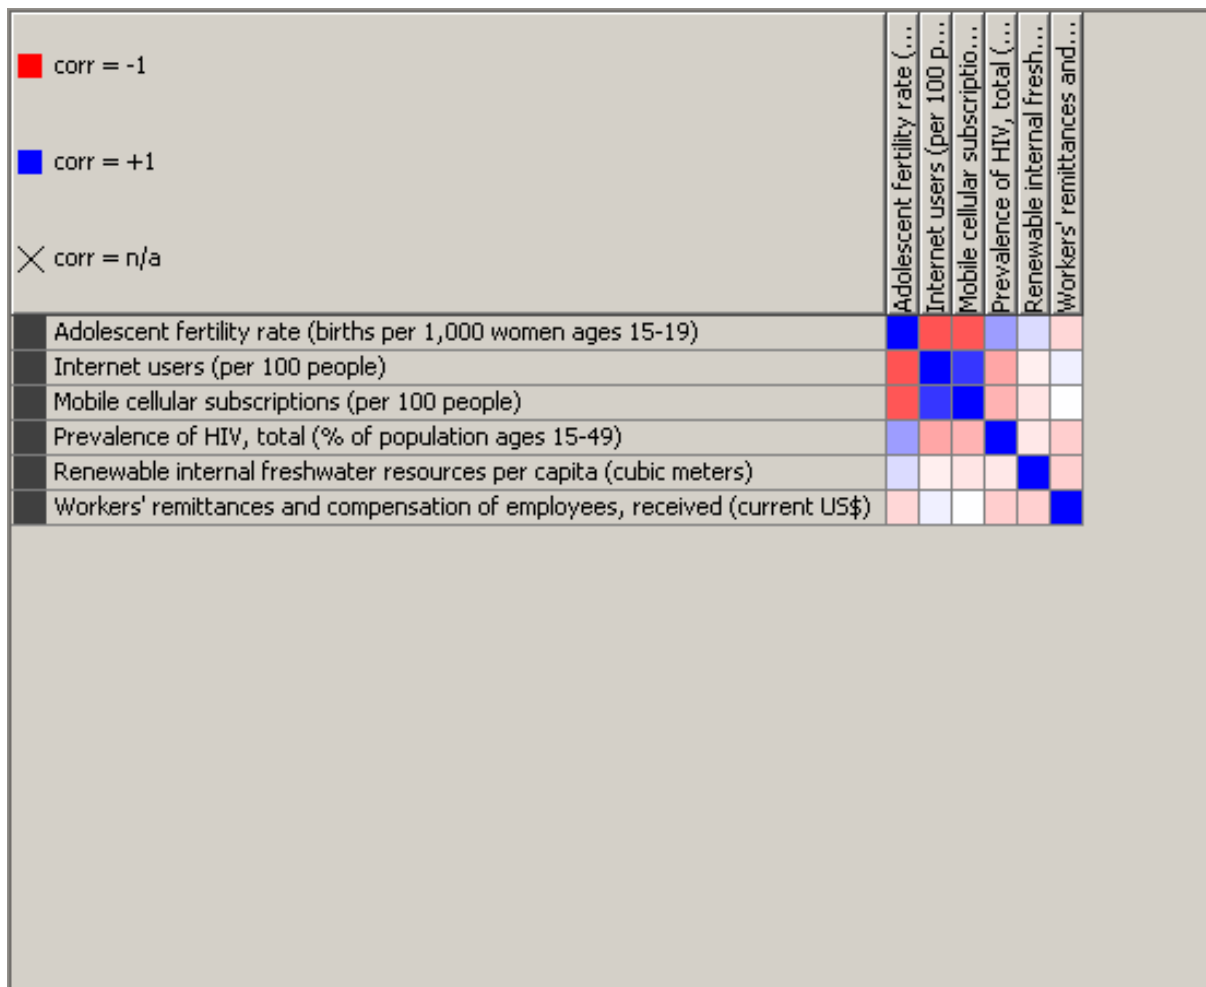 corr = -1
corr = +1
corr = n/a
Adolescent fertility rate (...
Internet users (per 100 p...
Mobile cellular subscriptio...
Prevalence of HIV, total (...
Renewable internal fresh...
Workers' remittances and...
Adolescent fertility rate (births per 1,000 women ages 15-19)
Internet users (per 100 people)
Mobile cellular subscriptions (per 100 people)
Prevalence of HIV, total (% of population ages 15-49)
Renewable internal freshwater resources per capita (cubic meters)
Workers' remittances and compensation of employees, received (current US$)